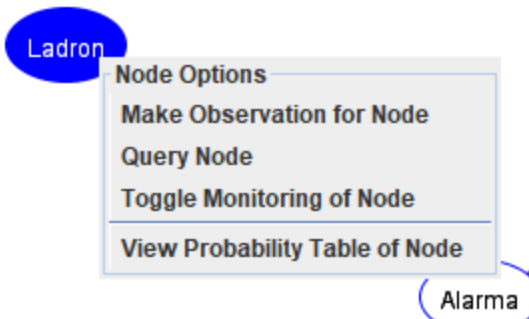 Ladron
Node Options
Make Observation for Node
Query Node
Toggle Monitoring of Node
View Probability Table of Node
Alarma